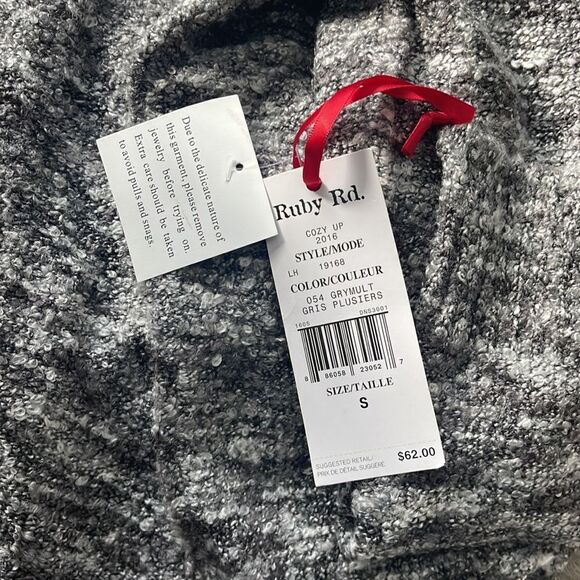 Due to the delicate nature of
this garment, please remove
jewelry before trying on.
Extra care should be taken
to avoid pulls and snags.
Ruby Rd.
COZY UP
2016
STYLE/MODE
LH 19168
COLOR/COULEUR
054 GRYMULT
GRIS PLUSIERS
1605 DNS3001
8 86058 23052 7
SIZE/TAILLE
S
SUGGESTED RETAIL/
PRIX DE DÉTAIL SUGGÉRÉ
$62.00